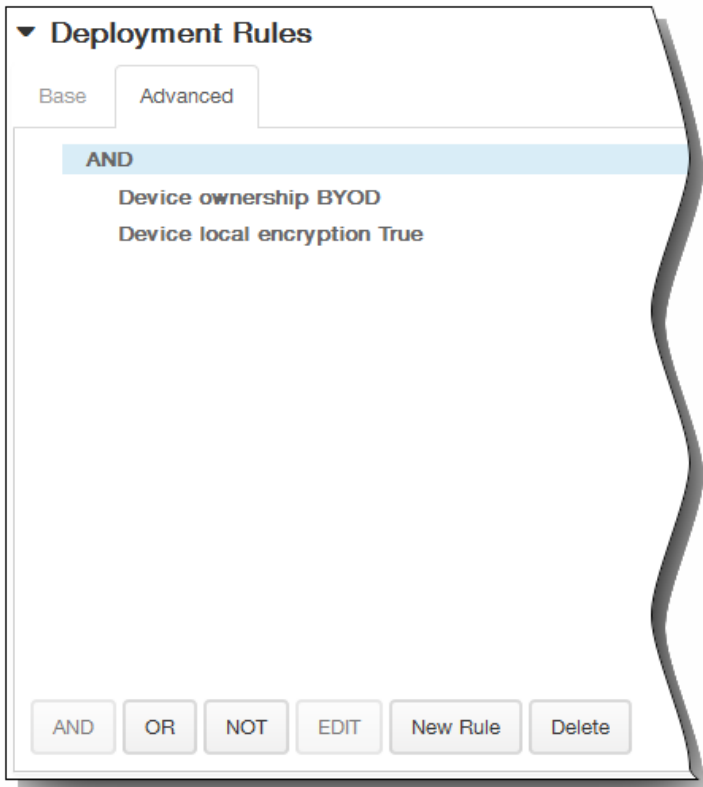 Deployment Rules
Base Advanced
AND
Device ownership BYOD
Device local encryption True
AND OR NOT EDIT New Rule Delete